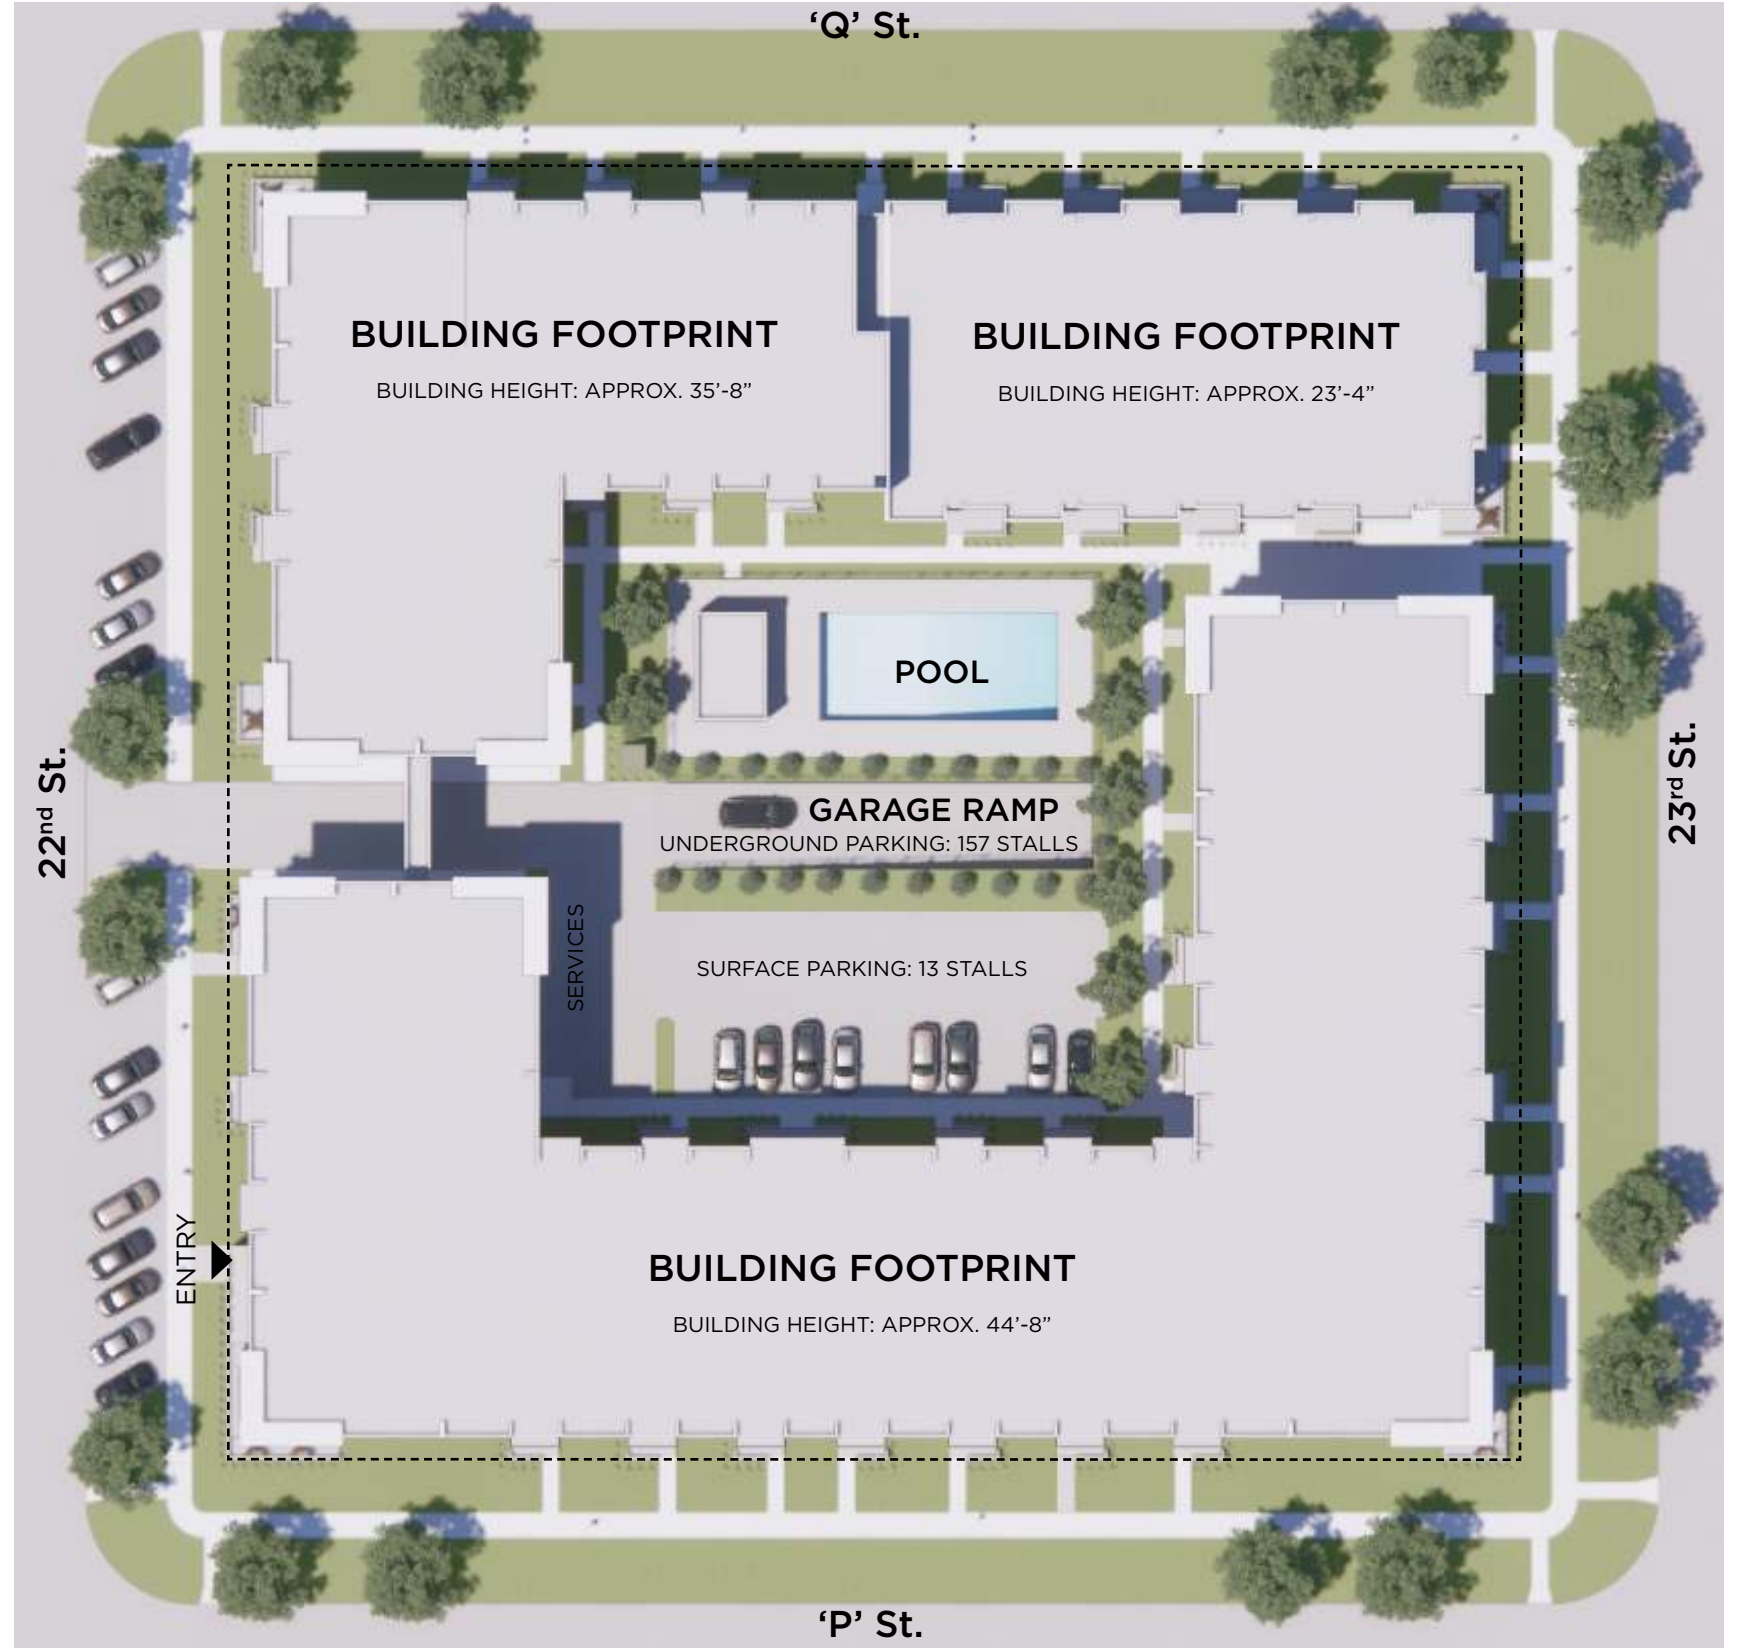 ‘Q’ St.
BUILDING FOOTPRINT
BUILDING HEIGHT: APPROX. 35’-8”
BUILDING FOOTPRINT
BUILDING HEIGHT: APPROX. 23’-4”
POOL
22nd St.
23rd St.
GARAGE RAMP
UNDERGROUND PARKING: 157 STALLS
SERVICES
SURFACE PARKING: 13 STALLS
ENTRY
BUILDING FOOTPRINT
BUILDING HEIGHT: APPROX. 44’-8”
‘P’ St.